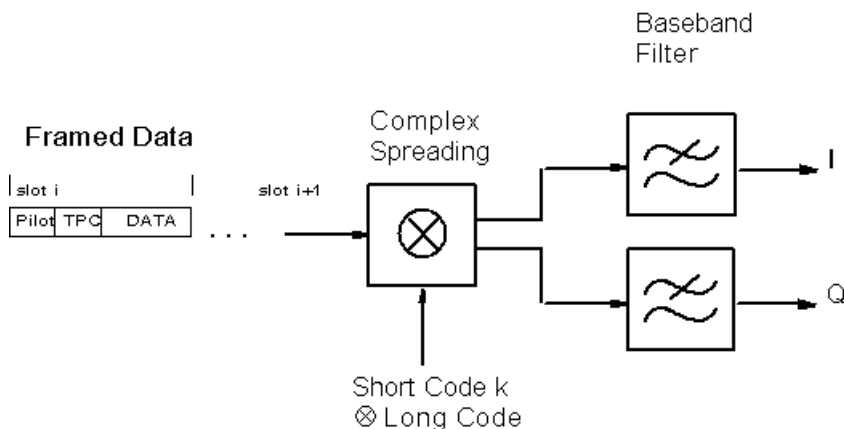 Baseband
Filter
Framed Data
Complex
Spreading
slot i
slot i+1
Pilot TPC DATA . . .
I
Q
Short Code k
⊗ Long Code